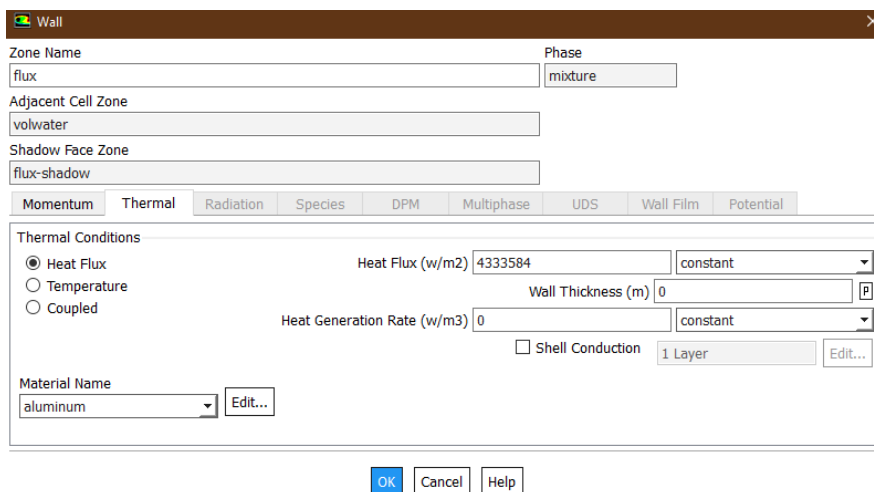 Wall
Zone Name Phase
flux mixture
Adjacent Cell Zone
volwater
Shadow Face Zone
flux-shadow
Momentum Thermal Radiation Species DPM Multiphase UDS Wall Film Potential
Thermal Conditions
Heat Flux Heat Flux (w/m2) 4333584 constant
Temperature Wall Thickness (m) 0 P
Coupled Heat Generation Rate (w/m3) 0 constant
Shell Conduction 1 Layer Edit...
Material Name
aluminum Edit...
OK Cancel Help